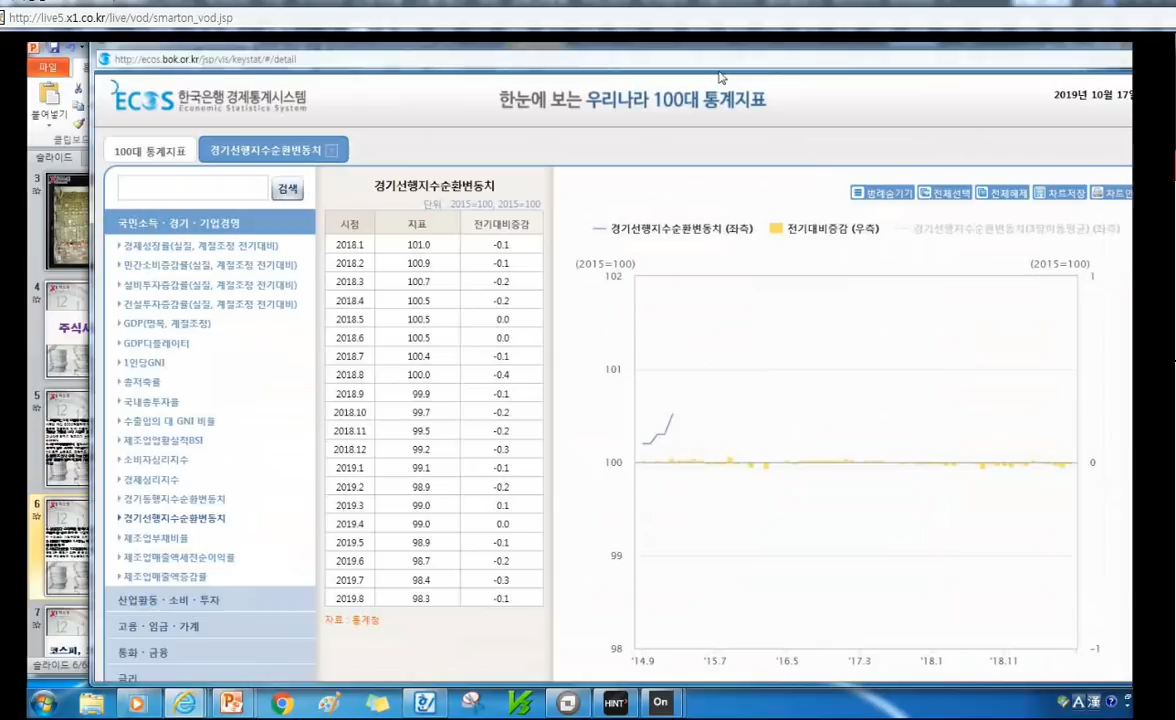 http://live5.x1.co.kr/live/vod/smarton_vod.jsp
http://ecos.bok.or.kr/jsp/vis/keystat/#/detail
파일
붙여넣기
클립보드
슬라이드
ECOS 한국은행 경제통계시스템
Economic Statistics System
한눈에 보는 우리나라 100대 통계지표
2019년 10월 17일
100대 통계지표
경기선행지수순환변동치
검색
국민소득 · 경기 · 기업경영
경제성장률(실질, 계절조정 전기대비)
민간소비증감률(실질, 계절조정 전기대비)
설비투자증감률(실질, 계절조정 전기대비)
건설투자증감률(실질, 계절조정 전기대비)
GDP(명목, 계절조정)
GDP디플레이터
1인당GNI
총저축률
국내총투자율
수출입의 대 GNI 비율
제조업업황실적BSI
소비자심리지수
경제심리지수
경기동행지수순환변동치
경기선행지수순환변동치
제조업부채비율
제조업매출액세전순이익률
제조업매출액증감률
산업활동 · 소비 · 투자
고용 · 임금 · 가계
통화 · 금융
금리
경기선행지수순환변동치
단위 2015=100, 2015=100
시점 지표 전기대비증감
2018.1 101.0 -0.1
2018.2 100.9 -0.1
2018.3 100.7 -0.2
2018.4 100.5 -0.2
2018.5 100.5 0.0
2018.6 100.5 0.0
2018.7 100.4 -0.1
2018.8 100.0 -0.4
2018.9 99.9 -0.1
2018.10 99.7 -0.2
2018.11 99.5 -0.2
2018.12 99.2 -0.3
2019.1 99.1 -0.1
2019.2 98.9 -0.2
2019.3 99.0 0.1
2019.4 99.0 0.0
2019.5 98.9 -0.1
2019.6 98.7 -0.2
2019.7 98.4 -0.3
2019.8 98.3 -0.1
자료 : 통계청
범례숨기기 전체선택 전체해제 차트저장
경기선행지수순환변동치 (좌측) 전기대비증감 (우측) 경기선행지수순환변동치(3항이동평균) (좌측)
(2015=100) (2015=100)
102 1
101
100 0
99
98 -1
'14.9 '15.7 '16.5 '17.3 '18.1 '18.11
3
4
주식
5
6
7
코스피,
슬라이드 6/6
HINT
On
A 漢